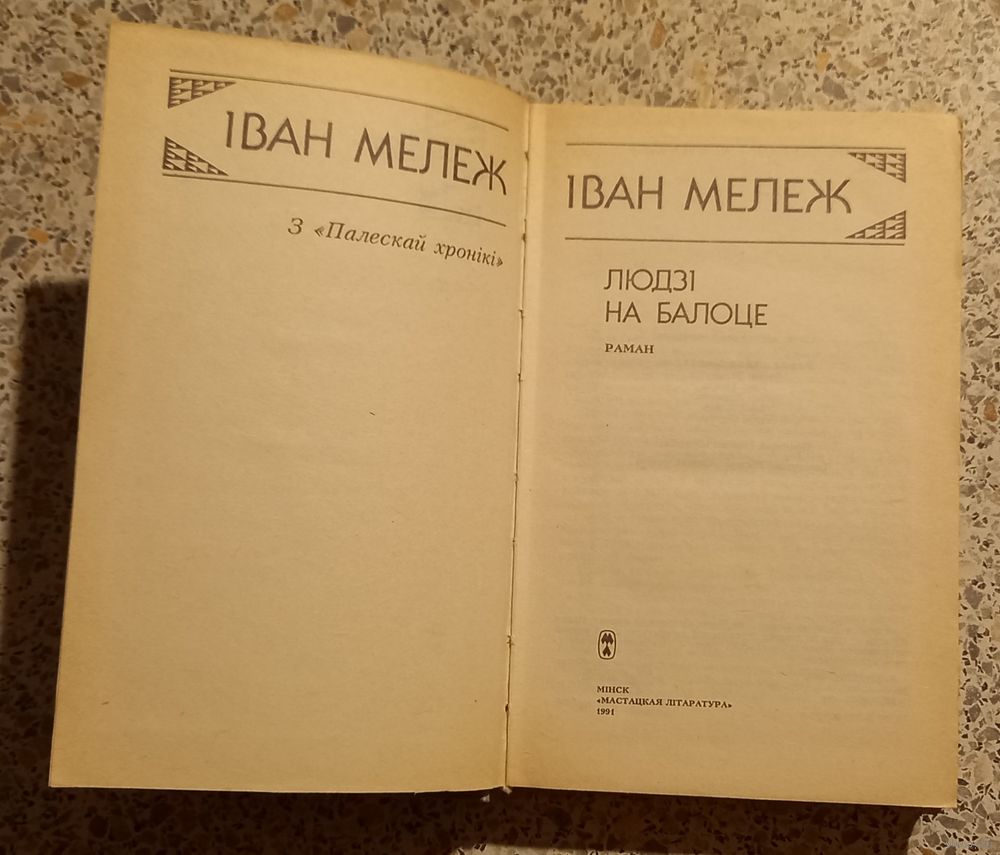 ІВАН МЕЛЕЖ
З «Палескай хронікі»
ІВАН МЕЛЕЖ
ЛЮДЗІ
НА БАЛОЦЕ
РАМАН
МІНСК
«МАСТАЦКАЯ ЛІТАРАТУРА»
1991